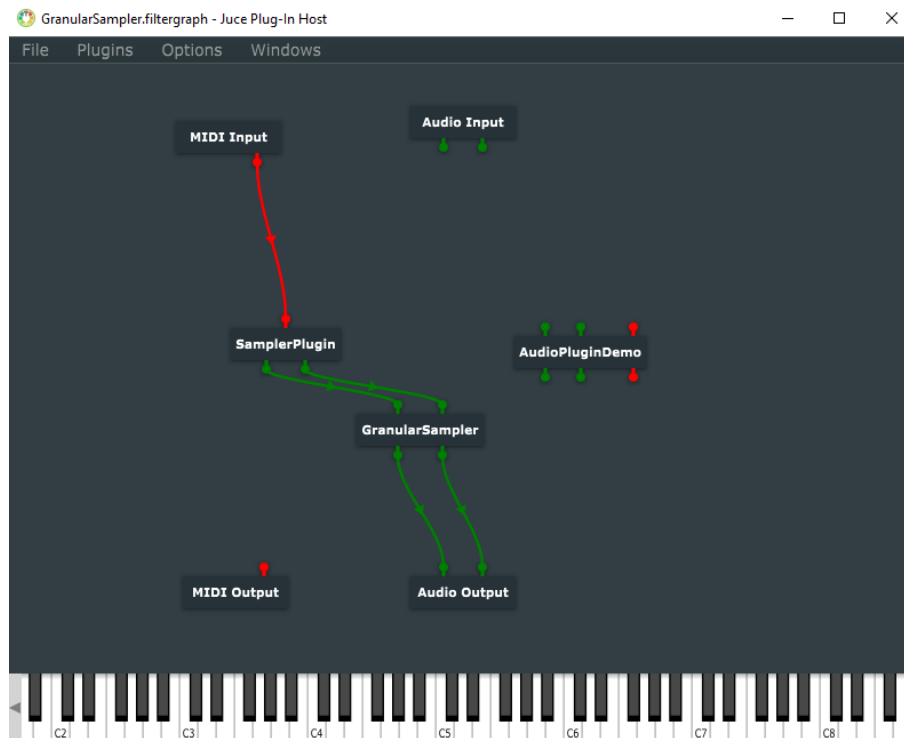 GranularSampler.filtergraph - Juce Plug-In Host
File Plugins Options Windows
Audio Input
MIDI Input
SamplerPlugin
AudioPluginDemo
GranularSampler
MIDI Output
Audio Output
C2 C3 C4 C5 C6 C7 C8